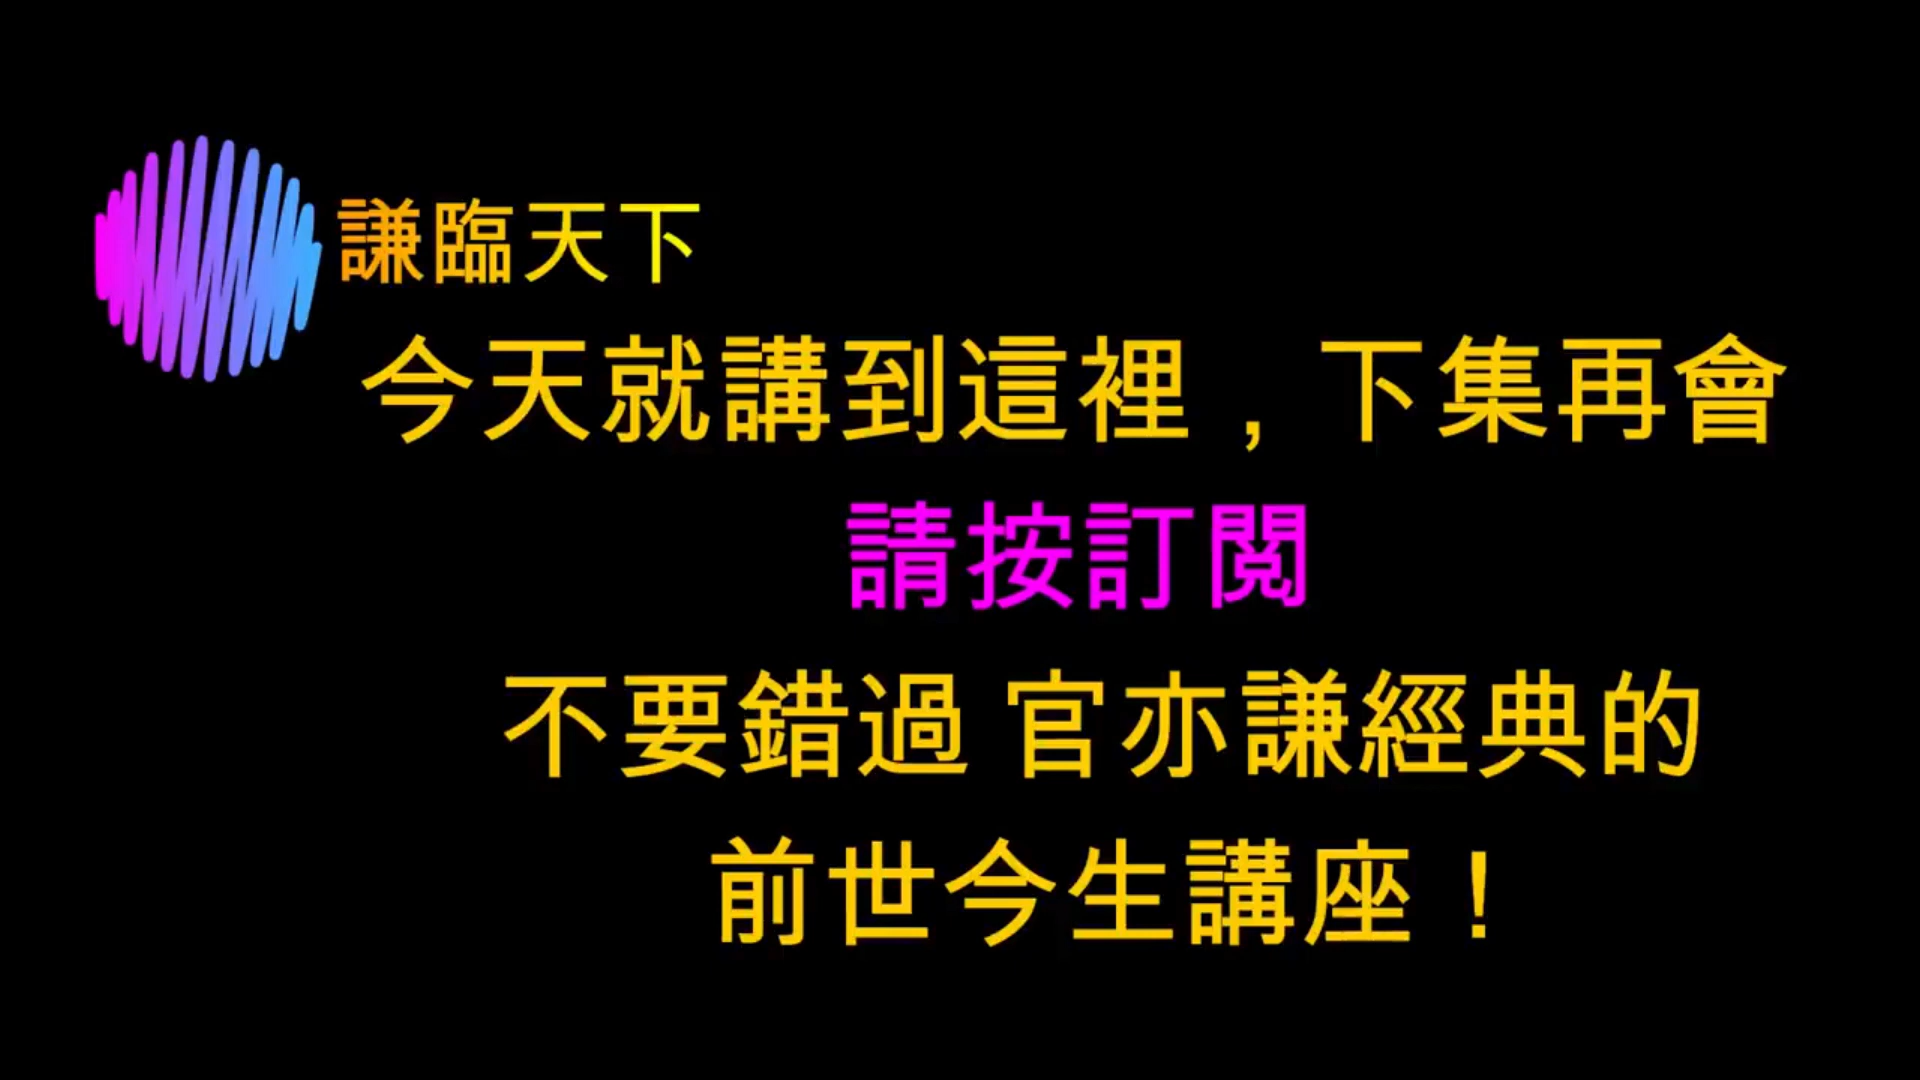 謙臨天下
今天就講到這裡，下集再會
請按訂閲
不要錯過 官亦謙經典的
前世今生講座！